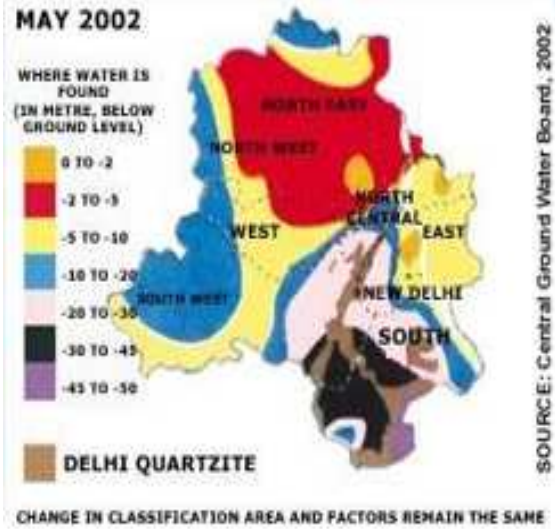 MAY 2002
WHERE WATER IS
FOUND
(IN METRE, BELOW
GROUND LEVEL)
0 TO -2
-2 TO -5
-5 TO -10
-10 TO -20
-20 TO -30
-30 TO -45
-45 TO -50
DELHI QUARTZITE
NORTH EAST
NORTH WEST
NORTH
CENTRAL
WEST
EAST
SOUTH WEST
NEW DELHI
SOUTH
SOURCE: Central Ground Water Board, 2002
CHANGE IN CLASSIFICATION AREA AND FACTORS REMAIN THE SAME